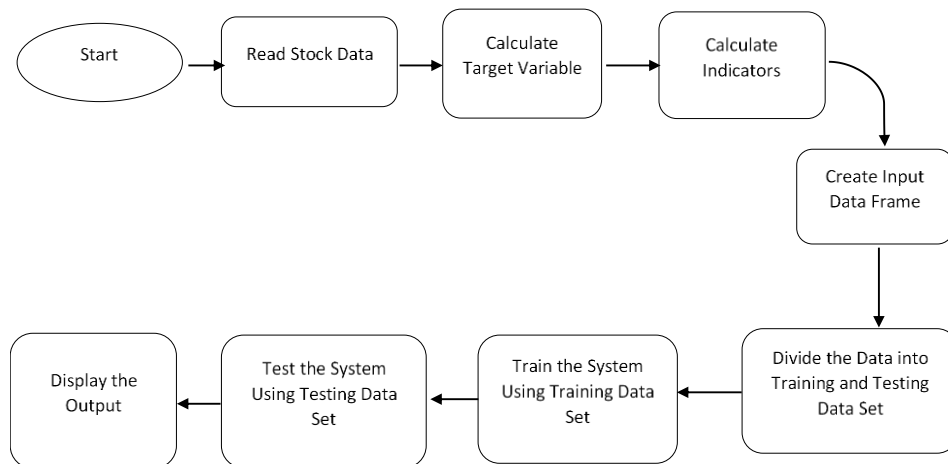 Start
Read Stock Data
Calculate
Target Variable
Calculate
Indicators
Create Input
Data Frame
Divide the Data into
Training and Testing
Data Set
Train the System
Using Training Data
Set
Test the System
Using Testing Data
Set
Display the
Output